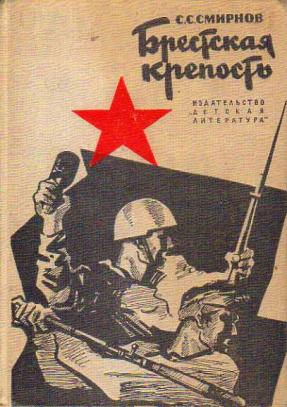 С.С.СМИРНОВ
Брестская
крепость
ИЗДАТЕЛЬСТВО
„ДЕТСКАЯ
ЛИТЕРАТУРА"